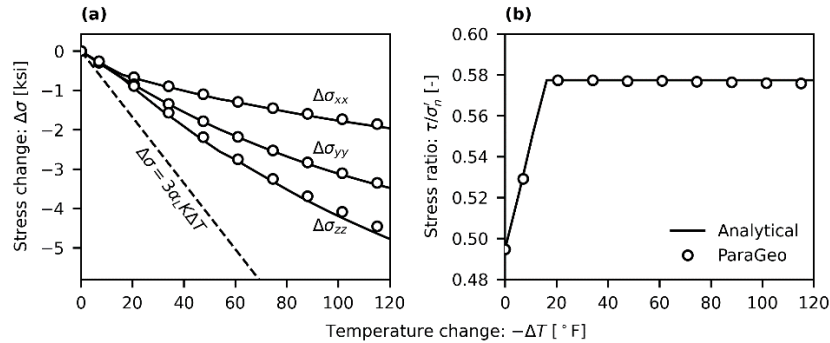 (a)
0
−1
−2
−3
−4
−5
Stress change: Δσ [ksi]
Δσxx
Δσyy
Δσzz
Δσ = 3αLKΔT
0 20 40 60 80 100 120
(b)
0.60
0.58
0.56
0.54
0.52
0.50
0.48
Stress ratio: τ/σ′n [-]
Analytical
ParaGeo
0 20 40 60 80 100 120
Temperature change: −ΔT [°F]